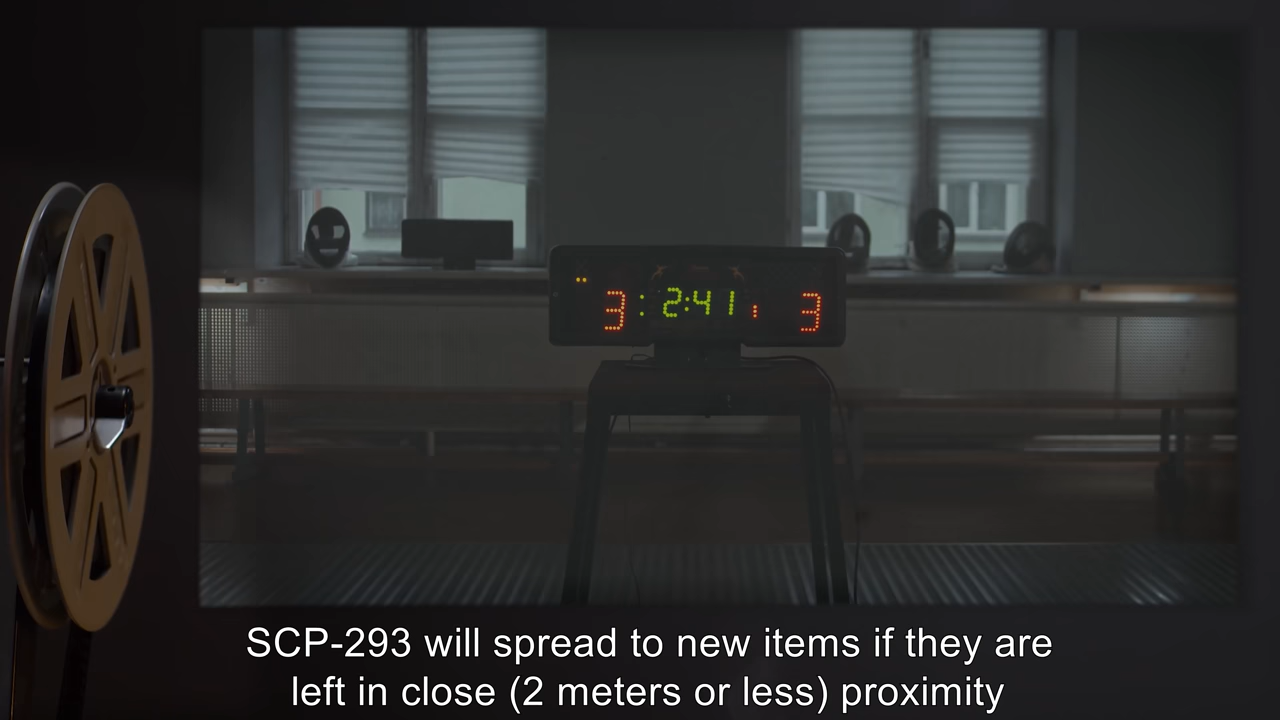 3 : 2:41 : 3
SCP-293 will spread to new items if they are
left in close (2 meters or less) proximity